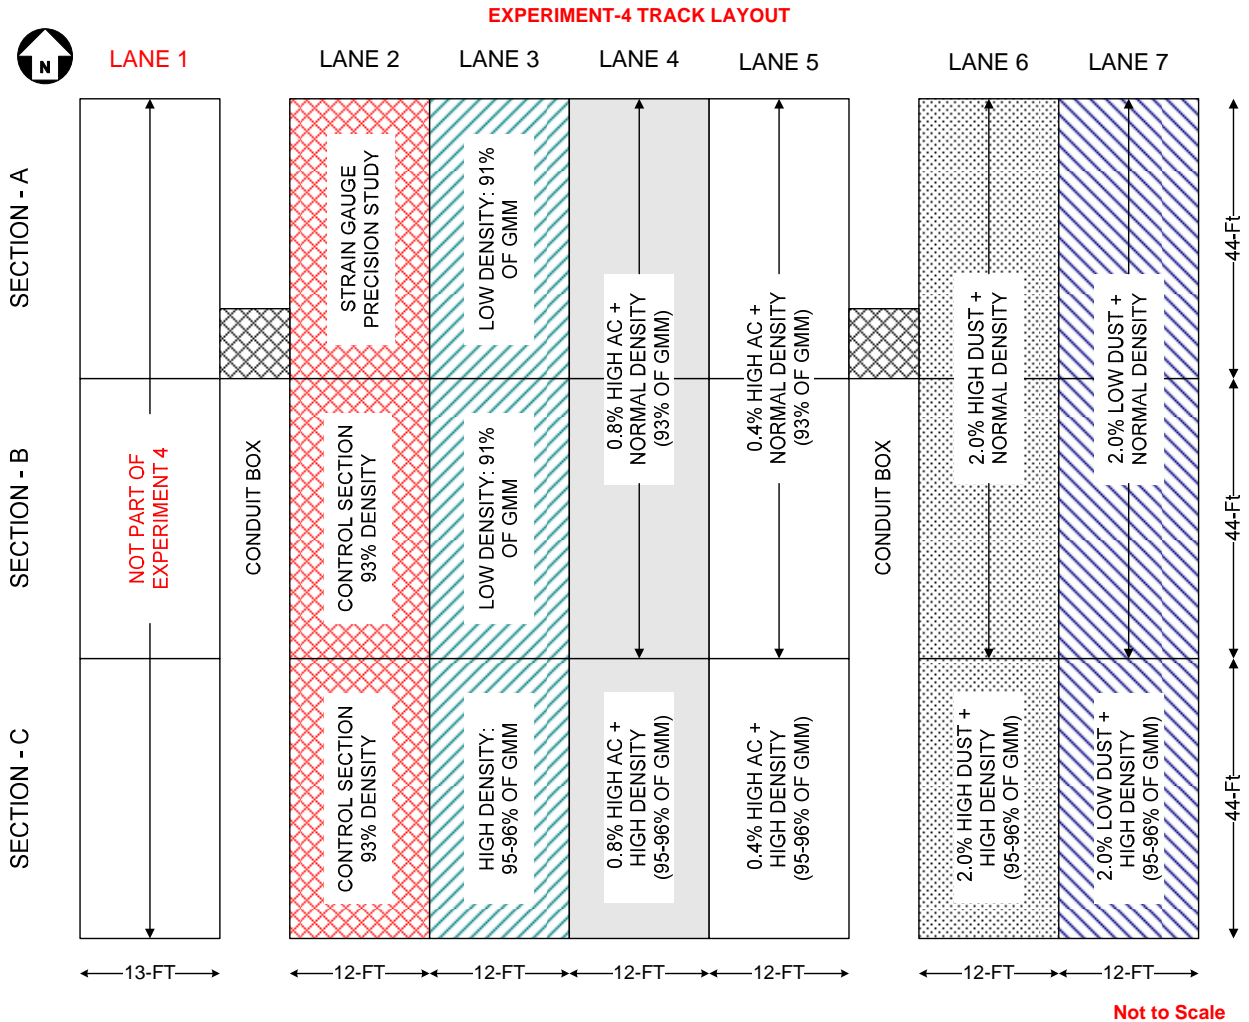 EXPERIMENT-4 TRACK LAYOUT
N
LANE 1
LANE 2
LANE 3
LANE 4
LANE 5
LANE 6
LANE 7
SECTION - A
SECTION - B
SECTION - C
NOT PART OF
EXPERIMENT 4
CONDUIT BOX
STRAIN GAUGE
PRECISION STUDY
CONTROL SECTION
93% DENSITY
CONTROL SECTION
93% DENSITY
LOW DENSITY: 91%
OF GMM
LOW DENSITY: 91%
OF GMM
HIGH DENSITY:
95-96% OF GMM
0.8% HIGH AC +
NORMAL DENSITY
(93% OF GMM)
0.8% HIGH AC +
HIGH DENSITY
(95-96% OF GMM)
0.4% HIGH AC +
NORMAL DENSITY
(93% OF GMM)
0.4% HIGH AC +
HIGH DENSITY
(95-96% OF GMM)
CONDUIT BOX
2.0% HIGH DUST +
NORMAL DENSITY
2.0% HIGH DUST +
HIGH DENSITY
(95-96% OF GMM)
2.0% LOW DUST +
NORMAL DENSITY
2.0% LOW DUST +
HIGH DENSITY
(95-96% OF GMM)
44-Ft
44-Ft
44-Ft
13-FT
12-FT
12-FT
12-FT
12-FT
12-FT
12-FT
Not to Scale